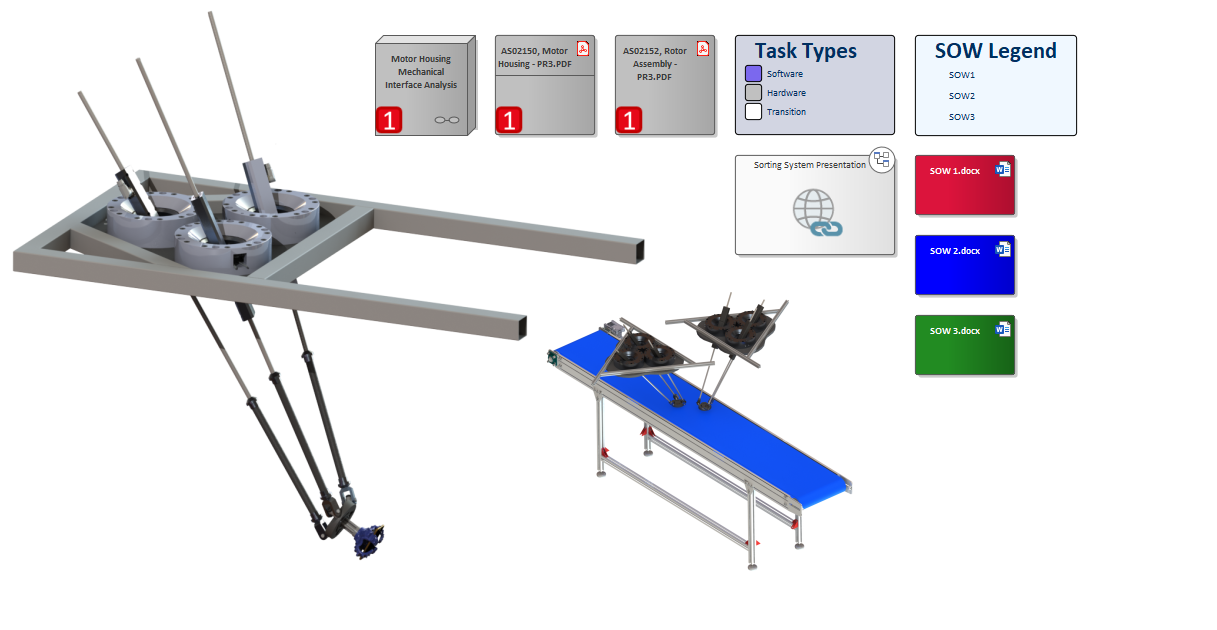 Motor Housing
Mechanical
Interface Analysis
1
AS02150, Motor
Housing - PR3.PDF
1
AS02152, Rotor
Assembly -
PR3.PDF
1
Task Types
Software
Hardware
Transition
SOW Legend
SOW1
SOW2
SOW3
Sorting System Presentation
SOW 1.docx
W
SOW 2.docx
W
SOW 3.docx
W